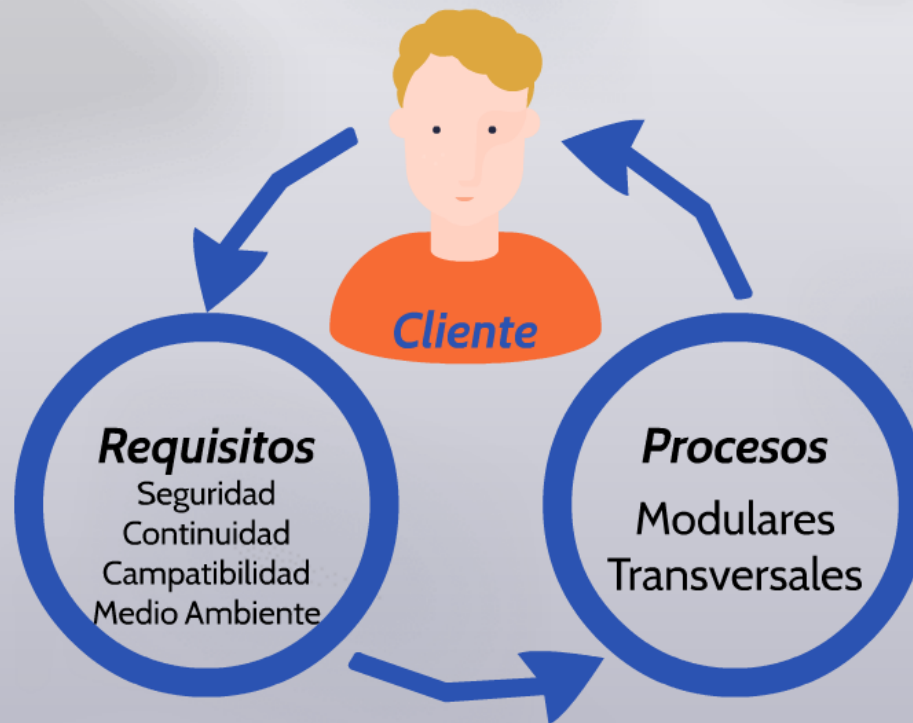 Cliente
Requisitos
Seguridad
Continuidad
Campatibilidad
Medio Ambiente
Procesos
Modulares
Transversales